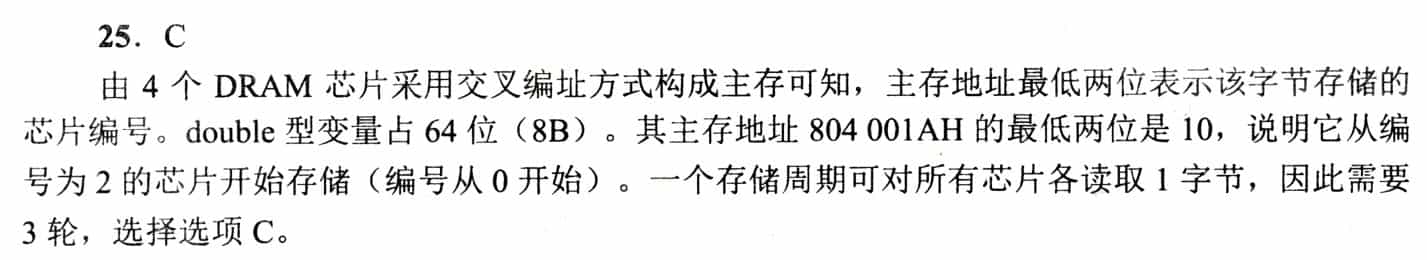 25．C
由 4 个 DRAM 芯片采用交叉编址方式构成主存可知，主存地址最低两位表示该字节存储的
芯片编号。double 型变量占 64 位（8B）。其主存地址 804 001AH 的最低两位是 10，说明它从编
号为 2 的芯片开始存储（编号从 0 开始）。一个存储周期可对所有芯片各读取 1 字节，因此需要
3 轮，选择选项 C。